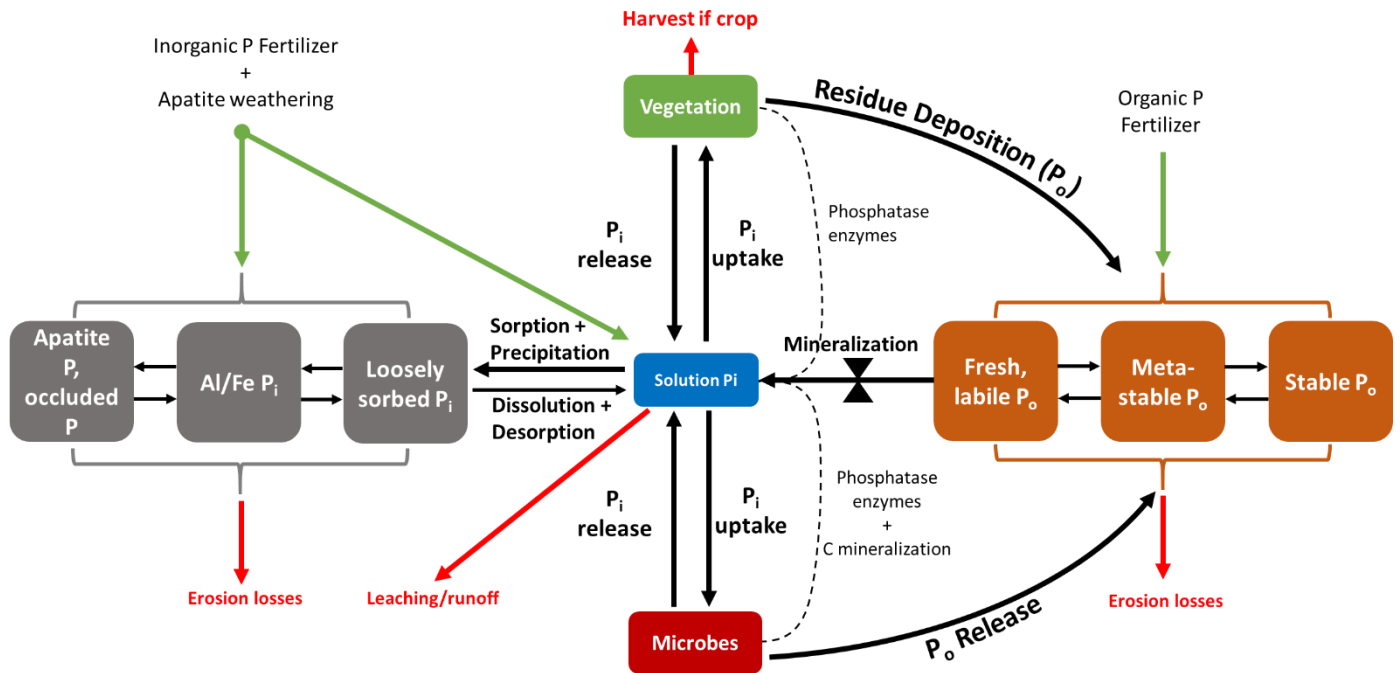 Harvest if crop
Inorganic P Fertilizer
+
Apatite weathering
Vegetation
Residue Deposition (Po)
Organic P
Fertilizer
Phosphatase
enzymes
Pi
release
Pi
uptake
Apatite
P,
occluded
P
Al/Fe Pi
Loosely
sorbed Pi
Sorption +
Precipitation
Dissolution +
Desorption
Solution Pi
Mineralization
Fresh,
labile Po
Meta-
stable Po
Stable Po
Pi
release
Pi
uptake
Phosphatase
enzymes
+
C mineralization
Erosion losses
Leaching/runoff
Microbes
Po Release
Erosion losses